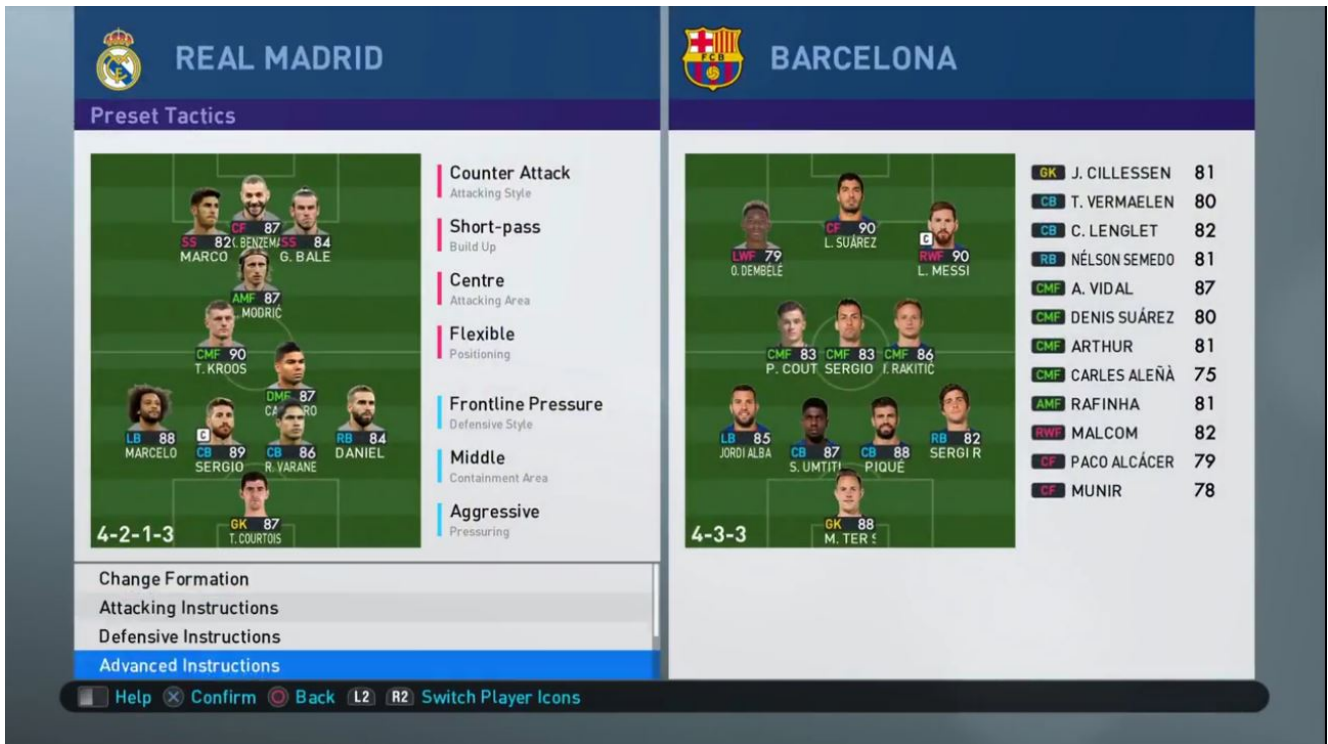 REAL MADRID
Preset Tactics
SS 82 CF 87 SS 84
MARCO K. BENZEMA G. BALE
AMF 87
L. MODRIĆ
CMF 90
T. KROOS
DMF 87
LB 88 C CB 89 CB 86 RB 84
MARCELO SERGIO R. VARANE DANIEL
GK 87
T. COURTOIS
4-2-1-3
Counter Attack
Attacking Style
Short-pass
Build Up
Centre
Attacking Area
Flexible
Positioning
Frontline Pressure
Defensive Style
Middle
Containment Area
Aggressive
Pressuring
Change Formation
Attacking Instructions
Defensive Instructions
Advanced Instructions
FCB
BARCELONA
CF 90
L. SUÁREZ
LWF 79 C RWF 90
O. DEMBÉLÉ L. MESSI
CMF 83 CMF 83 CMF 86
P. COUT SERGIO I. RAKITIĆ
LB 85 CB 87 CB 88 RB 82
JORDI ALBA S. UMTITI PIQUÉ SERGI R
GK 88
M. TER S
4-3-3
GK J. CILLESSEN 81
CB T. VERMAELEN 80
CB C. LENGLET 82
RB NÉLSON SEMEDO 81
CMF A. VIDAL 87
CMF DENIS SUÁREZ 80
CMF ARTHUR 81
CMF CARLES ALEÑÀ 75
AMF RAFINHA 81
RWF MALCOM 82
CF PACO ALCÁCER 79
CF MUNIR 78
Help Confirm Back L2 R2 Switch Player Icons